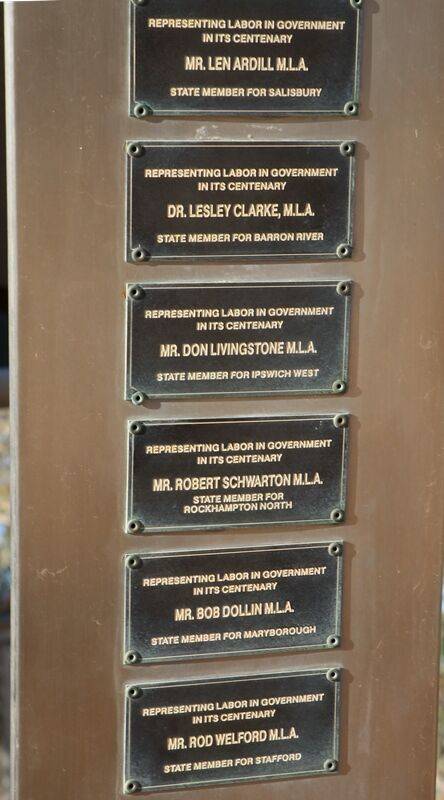 REPRESENTING LABOR IN GOVERNMENT
IN ITS CENTENARY
MR. LEN ARDILL M.L.A.
STATE MEMBER FOR SALISBURY
REPRESENTING LABOR IN GOVERNMENT
IN ITS CENTENARY
DR. LESLEY CLARKE, M.L.A.
STATE MEMBER FOR BARRON RIVER
REPRESENTING LABOR IN GOVERNMENT
IN ITS CENTENARY
MR. DON LIVINGSTONE M.L.A.
STATE MEMBER FOR IPSWICH WEST
REPRESENTING LABOR IN GOVERNMENT
IN ITS CENTENARY
MR. ROBERT SCHWARTON M.L.A.
STATE MEMBER FOR
ROCKHAMPTON NORTH
REPRESENTING LABOR IN GOVERNMENT
IN ITS CENTENARY
MR. BOB DOLLIN M.L.A.
STATE MEMBER FOR MARYBOROUGH
REPRESENTING LABOR IN GOVERNMENT
IN ITS CENTENARY
MR. ROD WELFORD M.L.A.
STATE MEMBER FOR STAFFORD